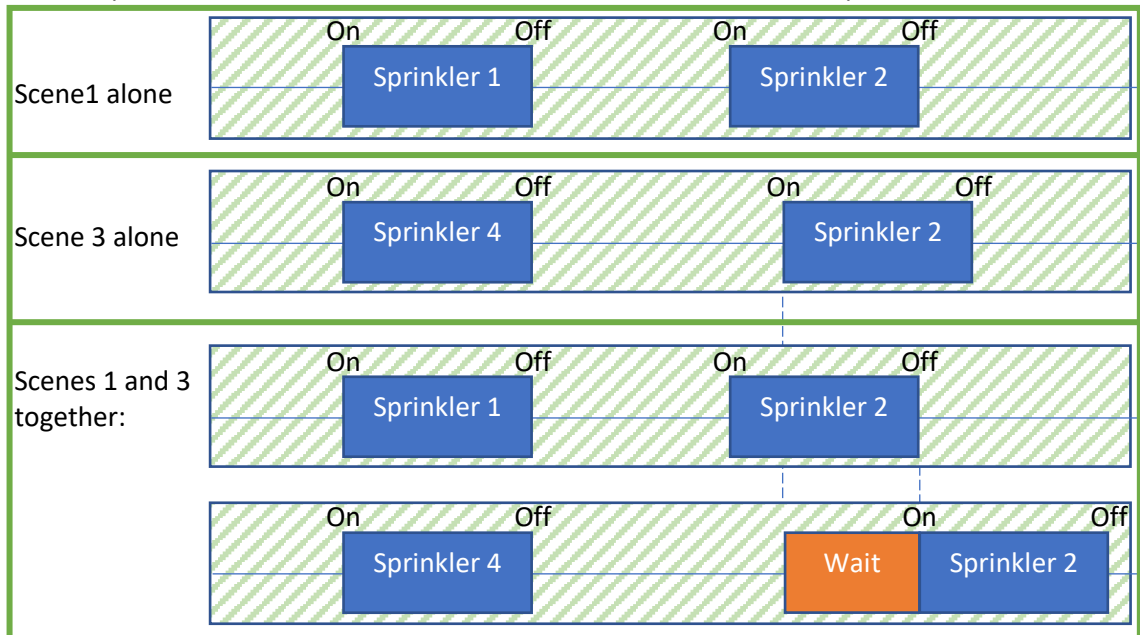 On Off On Off
Scene1 alone
Sprinkler 1 Sprinkler 2
On Off On Off
Scene 3 alone
Sprinkler 4 Sprinkler 2
On Off On Off
Scenes 1 and 3
together:
Sprinkler 1 Sprinkler 2
On Off On Off
Sprinkler 4 Wait Sprinkler 2